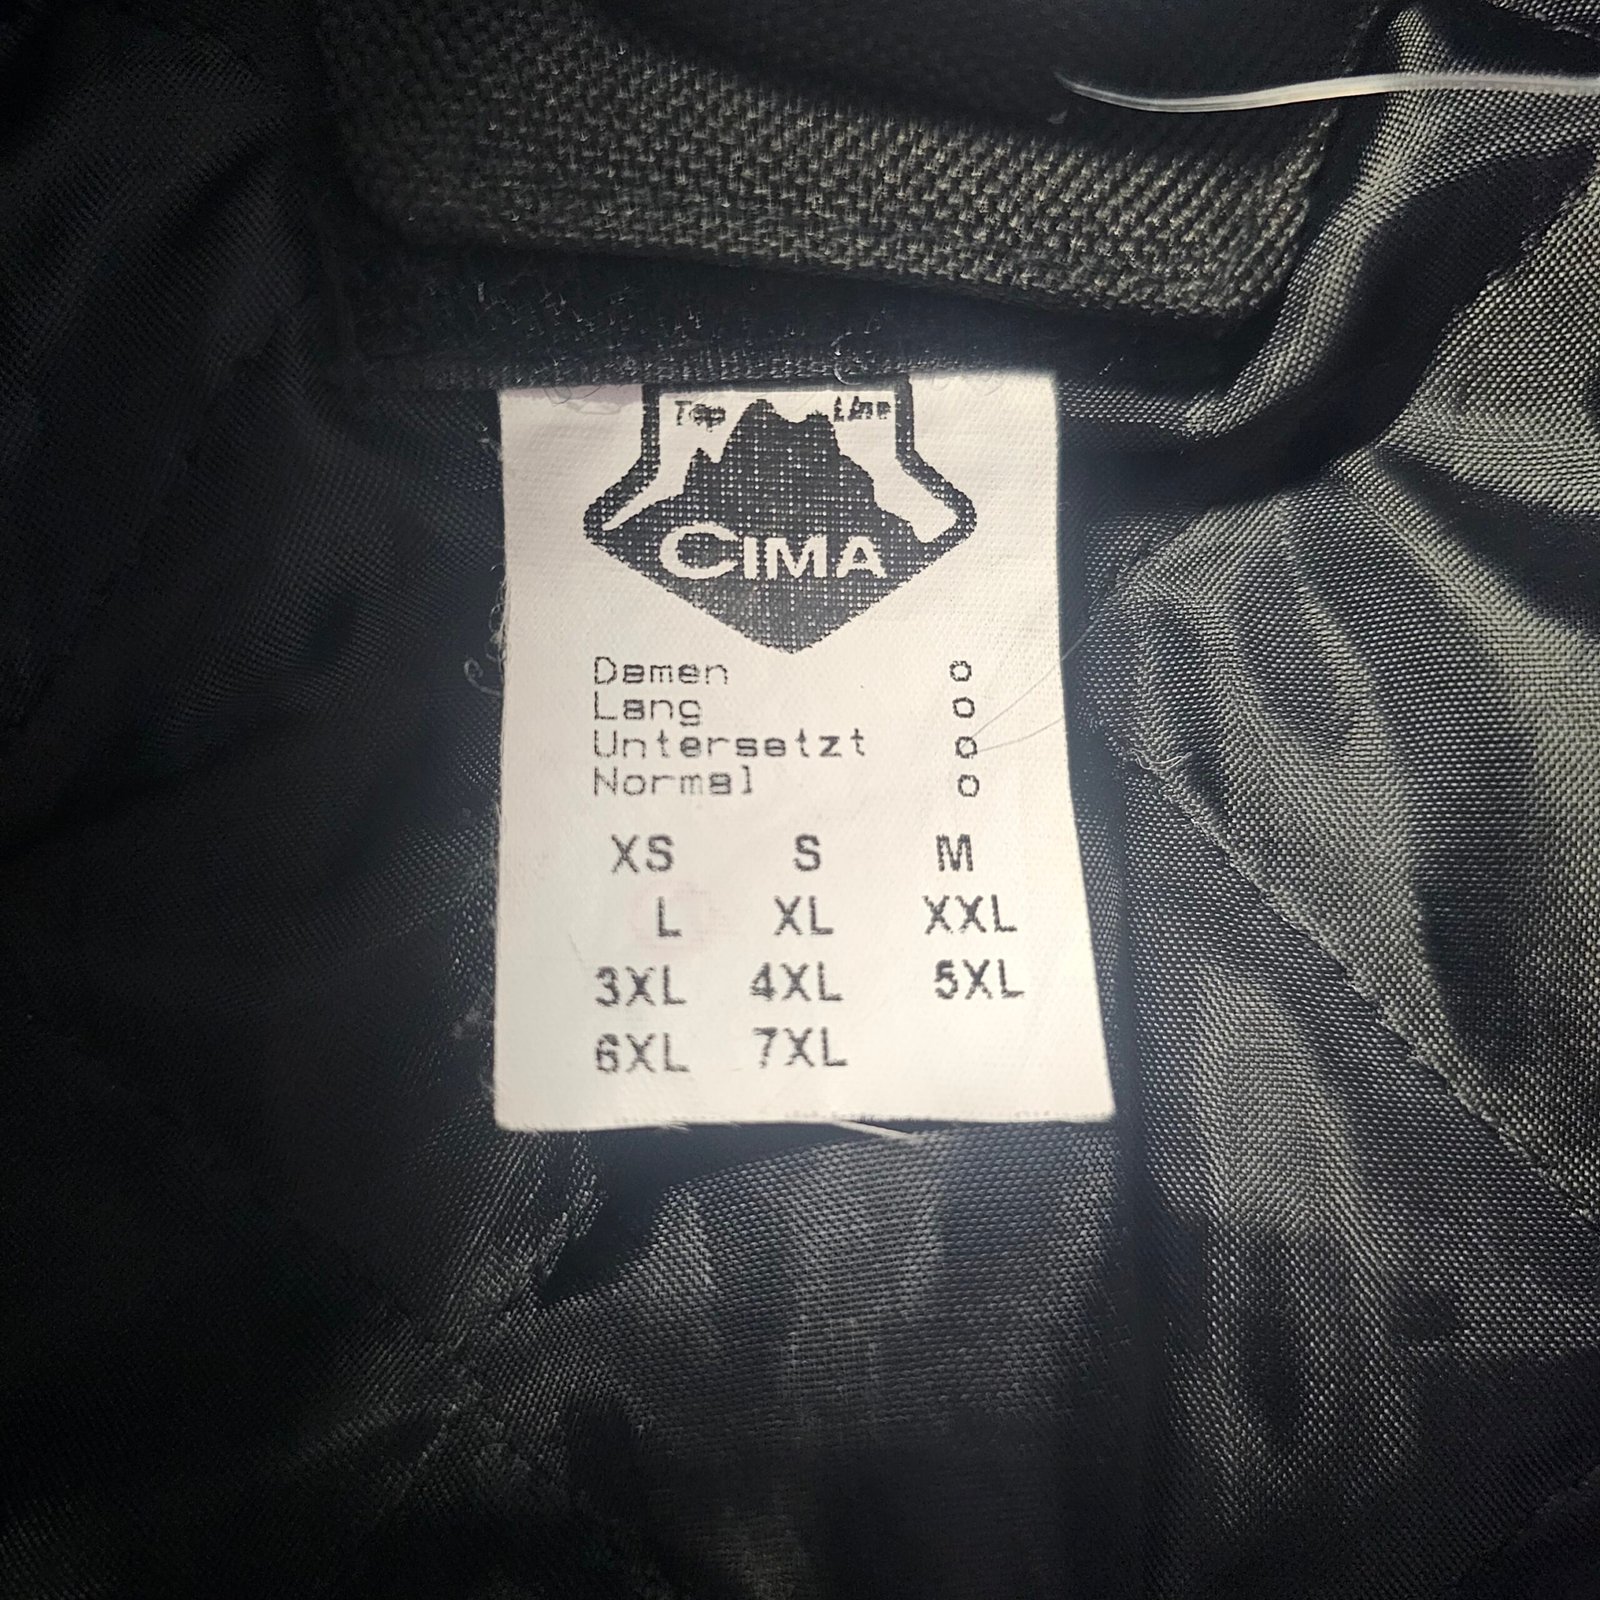 Top Line
CIMA
Damen o
Lang o
Untersetzt o
Normal o
XS S M
L XL XXL
3XL 4XL 5XL
6XL 7XL